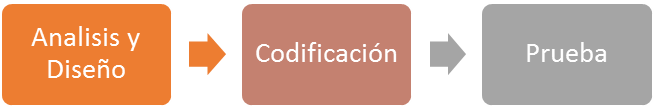 Analisis y
Diseño
Codificación
Prueba